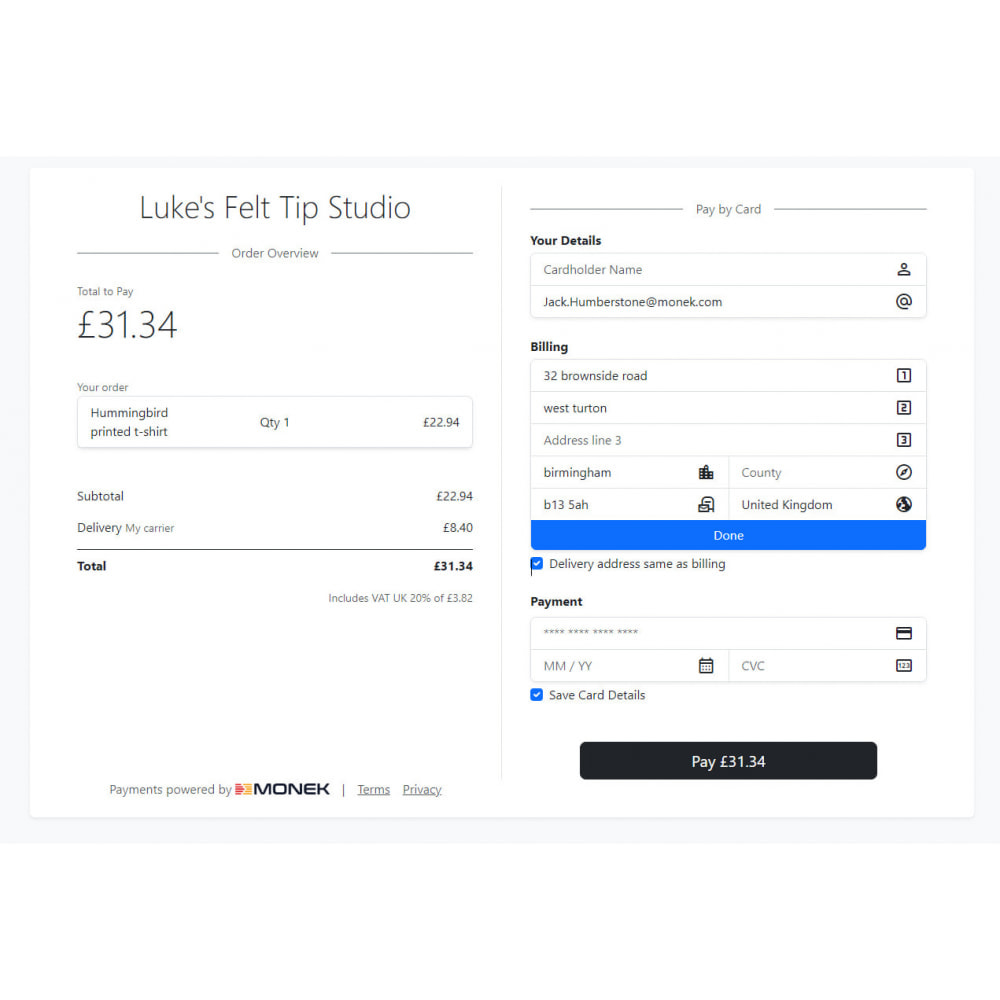 Luke's Felt Tip Studio
Order Overview
Total to Pay
£31.34
Your order
Hummingbird
printed t-shirt
Qty 1
£22.94
Subtotal £22.94
Delivery My carrier £8.40
Total £31.34
Includes VAT UK 20% of £3.82
Payments powered by MONEK | Terms Privacy
Pay by Card
Your Details
Cardholder Name
Jack.Humberstone@monek.com
Billing
32 brownside road 1
west turton 2
Address line 3 3
birmingham County
b13 5ah United Kingdom
Done
Delivery address same as billing
Payment
**** **** **** ****
MM / YY CVC 123
Save Card Details
Pay £31.34